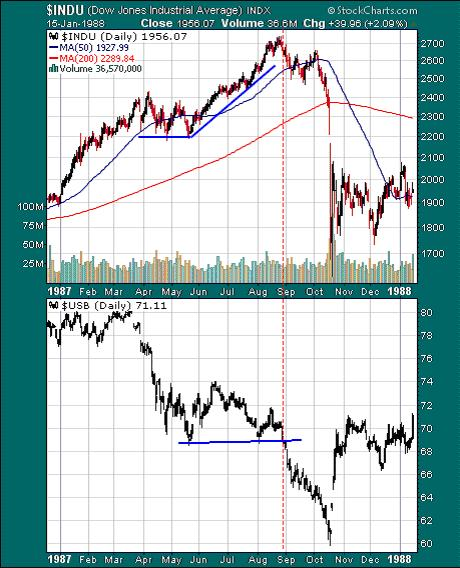 $INDU (Dow Jones Industrial Average) INDX © StockCharts.com
15-Jan-1988 Close 1956.07 Volume 36.6M Chg +39.96 (+2.09%)
$INDU (Daily) 1956.07
MA(50) 1927.99
MA(200) 2289.84
Volume 36,570,000
2700
2600
2500
2400
2300
2200
2100
2000
1900
1800
1700
100M
75M
50M
25M
1987 Feb Mar Apr May Jun Jul Aug Sep Oct Nov Dec 1988
$USB (Daily) 71.11
80
78
76
74
72
70
68
66
64
62
60
1987 Feb Mar Apr May Jun Jul Aug Sep Oct Nov Dec 1988